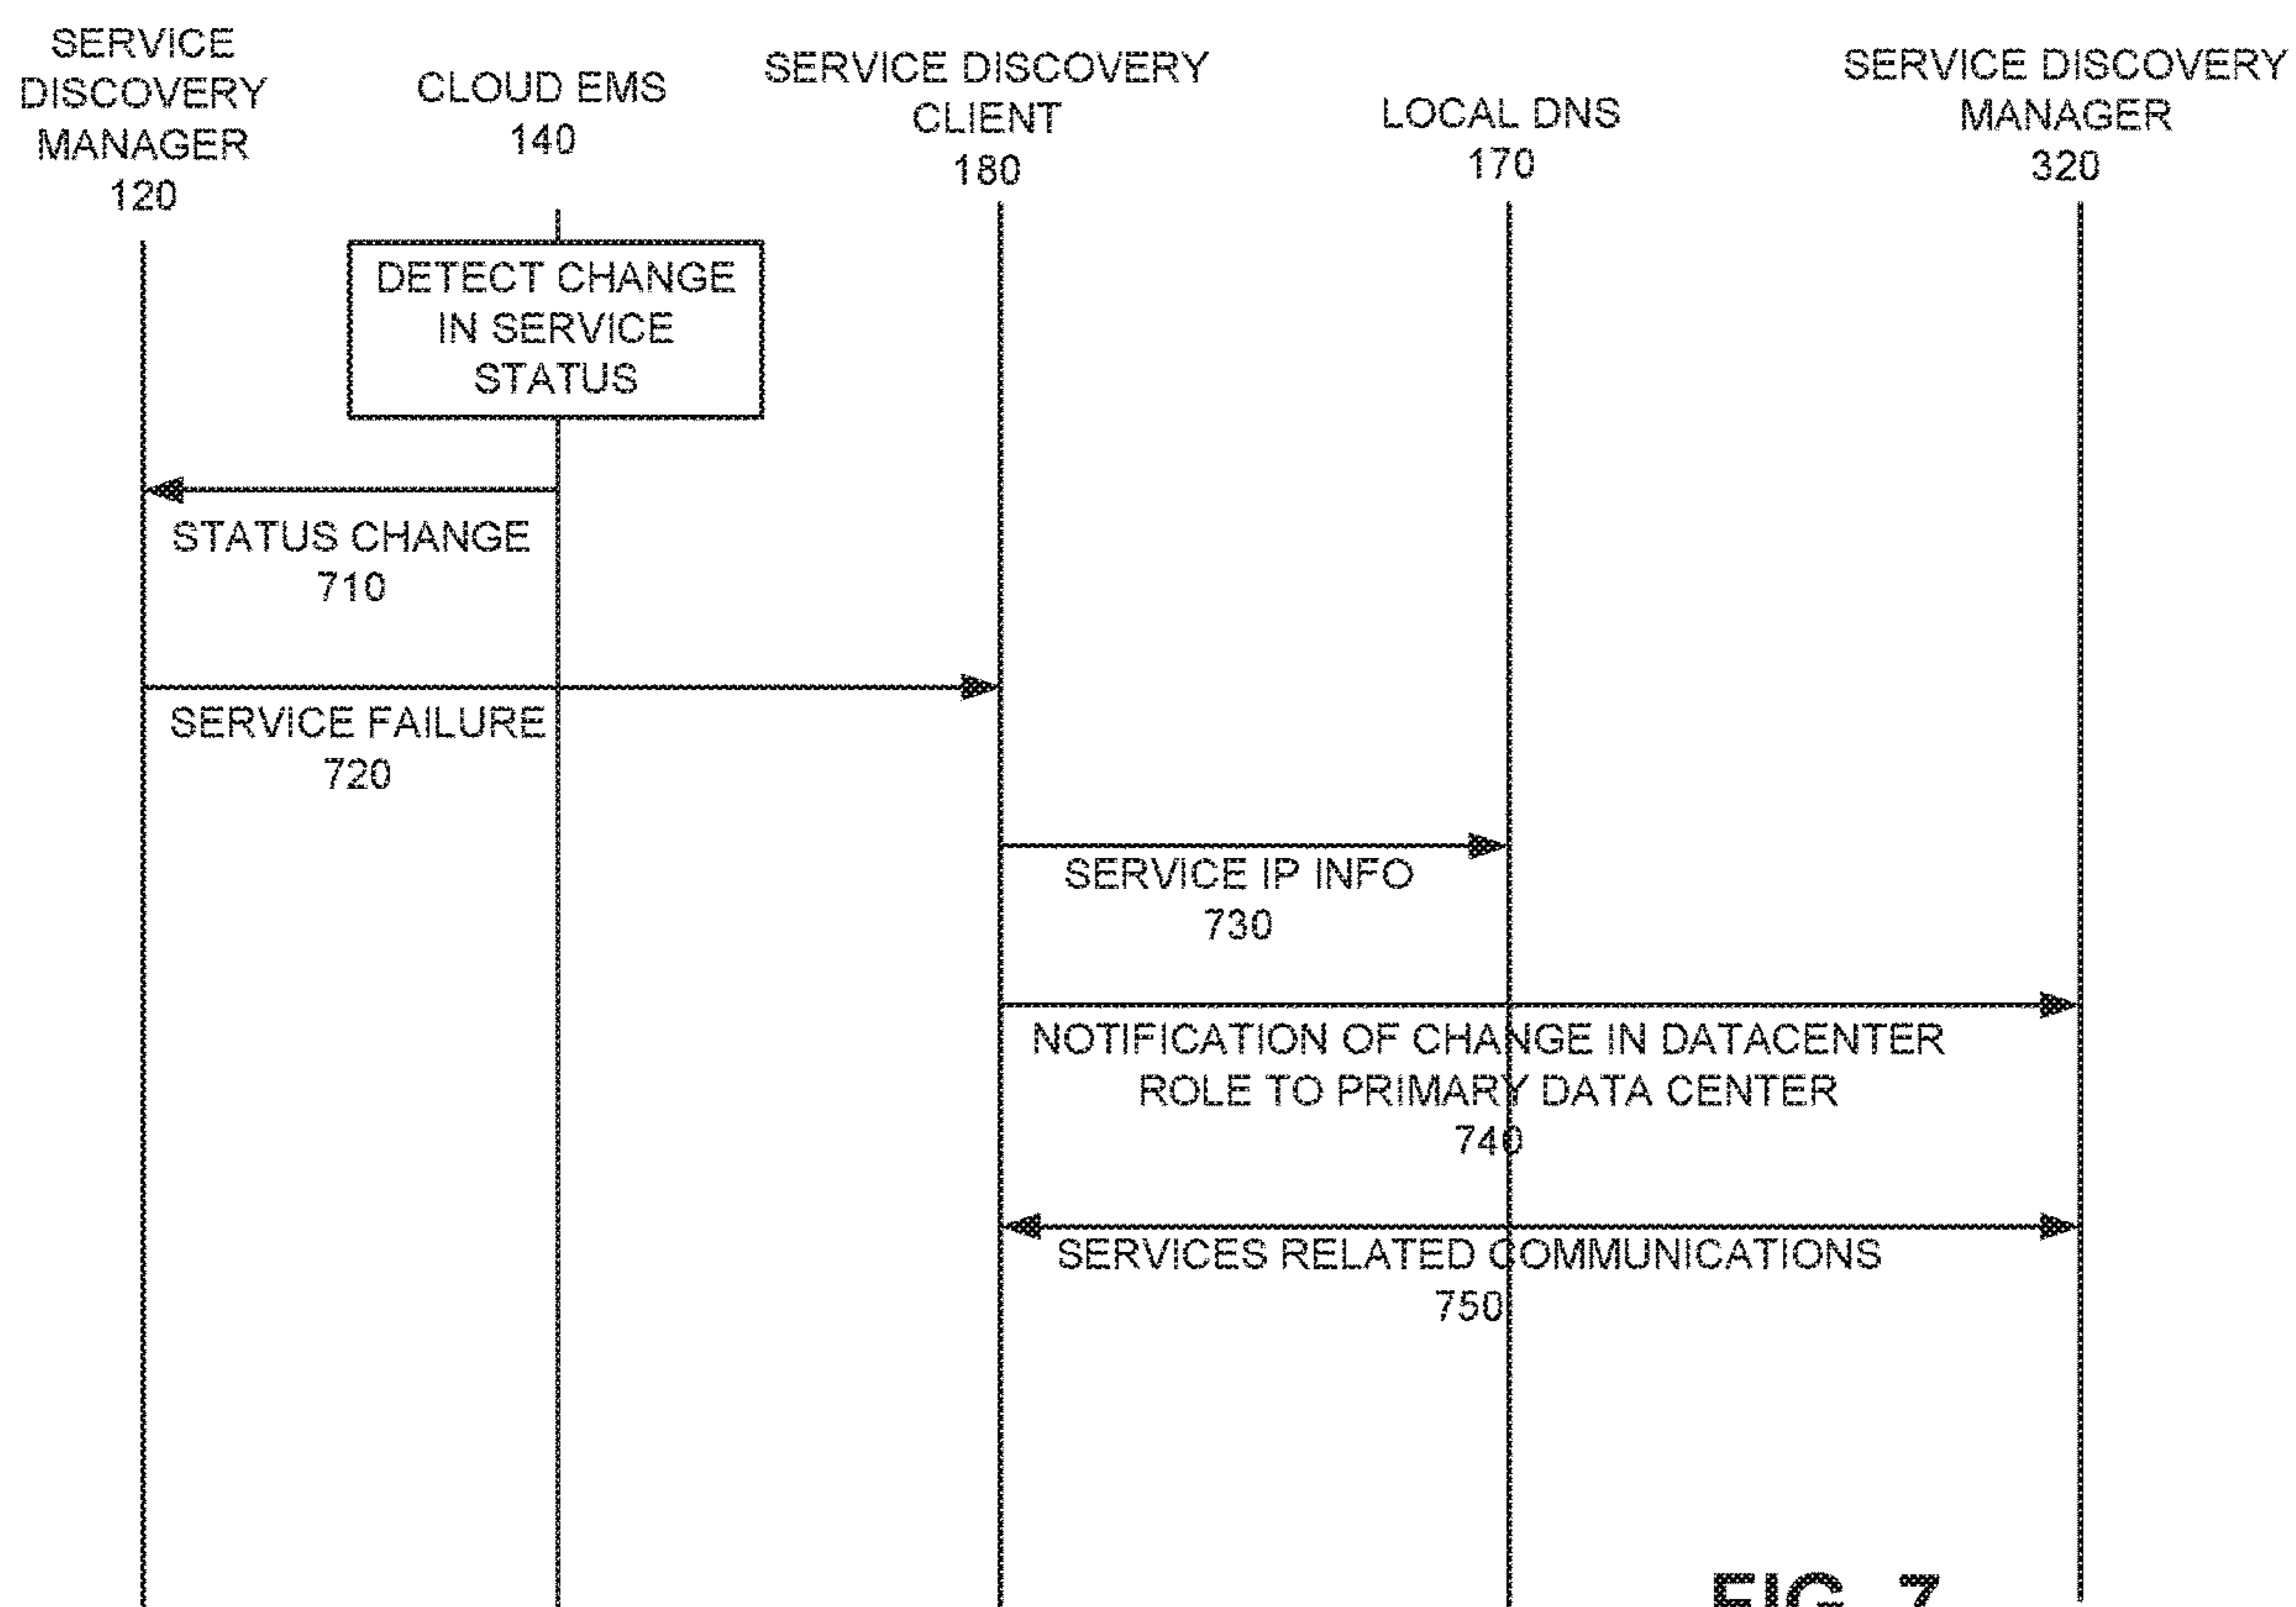 SERVICE
DISCOVERY
MANAGER
120
CLOUD EMS
140
SERVICE DISCOVERY
CLIENT
180
LOCAL DNS
170
SERVICE DISCOVERY
MANAGER
320
DETECT CHANGE
IN SERVICE
STATUS
STATUS CHANGE
710
SERVICE FAILURE
720
SERVICE IP INFO
730
NOTIFICATION OF CHANGE IN DATACENTER
ROLE TO PRIMARY DATA CENTER
740
SERVICES RELATED COMMUNICATIONS
750
FIG. 7